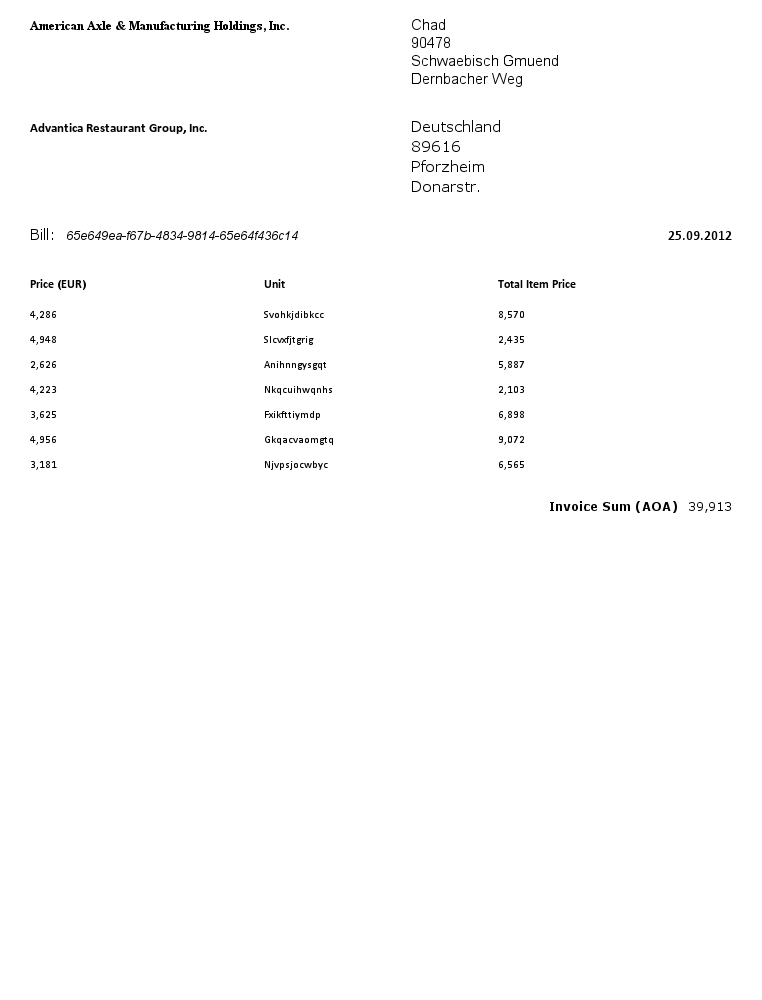 American Axle & Manufacturing Holdings, Inc.
Chad
90478
Schwaebisch Gmuend
Dernbacher Weg
Advantica Restaurant Group, Inc.
Deutschland
89616
Pforzheim
Donarstr.
Bill: 65e649ea-f67b-4834-9814-65e64f436c14 25.09.2012
Price (EUR) Unit Total Item Price
4,286 Svohkjdibkcc 8,570
4,948 Slcvxfjtgrig 2,435
2,626 Anihnngysgqt 5,887
4,223 Nkqcuihwqnhs 2,103
3,625 Fxikfttiymdp 6,898
4,956 Gkqacvaomgtq 9,072
3,181 Njvpsjocwbyc 6,565
Invoice Sum (AOA) 39,913